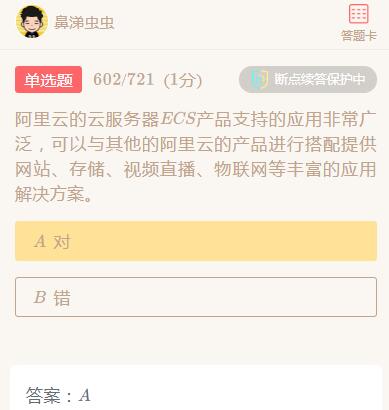 鼻涕虫虫
答题卡
单选题 602/721 (1分) 断点续答保护中
阿里云的云服务器ECS产品支持的应用非常广
泛，可以与其他的阿里云的产品进行搭配提供
网站、存储、视频直播、物联网等丰富的应用
解决方案。
A 对
B 错
答案：A